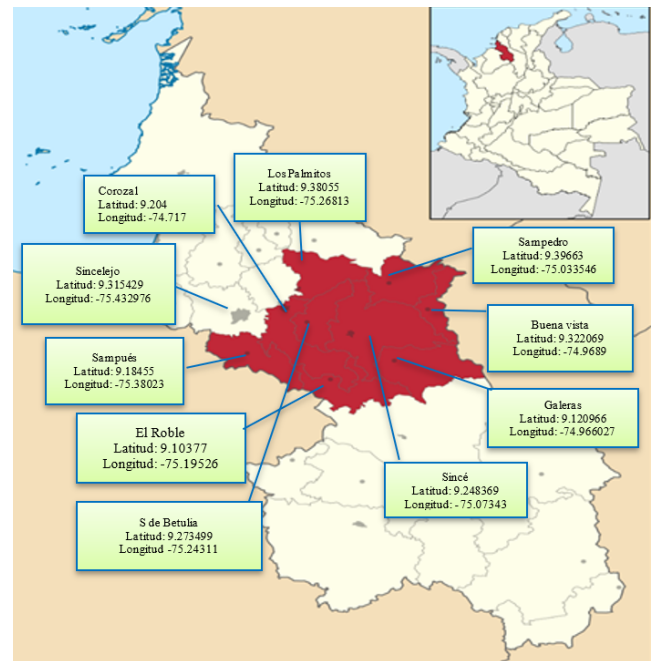 Los Palmitos
Latitud: 9.38055
Longitud: -75.26813
Corozal
Latitud: 9.204
Longitud: -74.717
Sampedro
Latitud: 9.39663
Longitud: -75.033546
Sincelejo
Latitud: 9.315429
Longitud: -75.432976
Buena vista
Latitud: 9.322069
Longitud: -74.9689
Sampués
Latitud: 9.18455
Longitud: -75.38023
Galeras
Latitud: 9.120966
Longitud: -74.966027
El Roble
Latitud: 9.10377
Longitud: -75.19526
Sincé
Latitud: 9.248369
Longitud: -75.07343
S de Betulia
Latitud: 9.273499
Longitud -75.24311